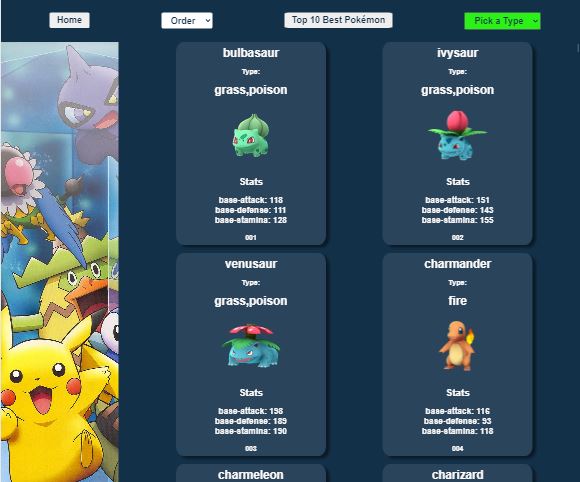 Home
Order
Top 10 Best Pokémon
Pick a Type
bulbasaur
Type:
grass,poison
Stats
base-attack: 118
base-defense: 111
base-stamina: 128
001
ivysaur
Type:
grass,poison
Stats
base-attack: 151
base-defense: 143
base-stamina: 155
002
venusaur
Type:
grass,poison
Stats
base-attack: 198
base-defense: 189
base-stamina: 190
003
charmander
Type:
fire
Stats
base-attack: 116
base-defense: 93
base-stamina: 118
004
charmeleon
charizard